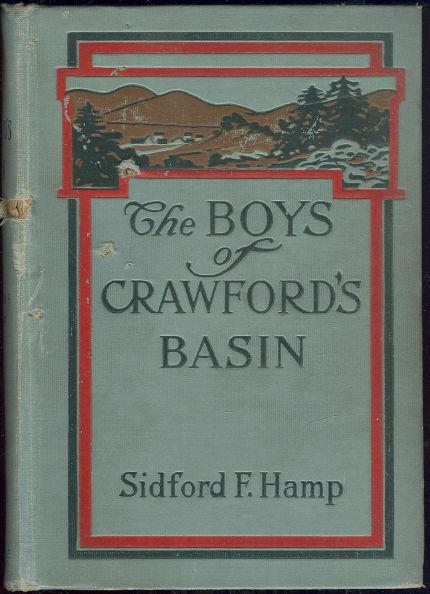 The BOYS
of
CRAWFORD'S
BASIN
Sidford F. Hamp